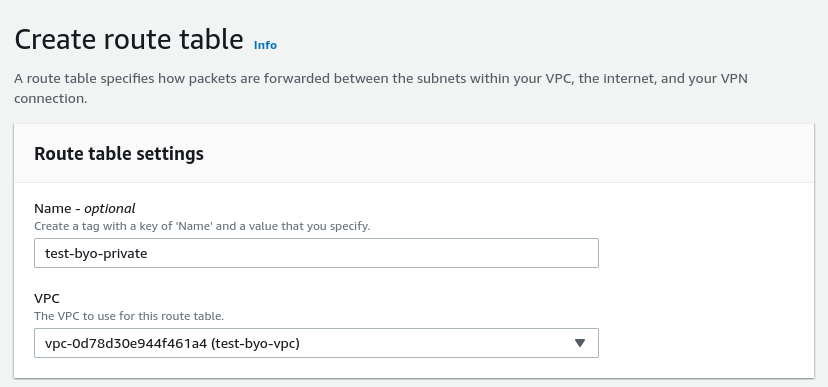 Create route table Info
A route table specifies how packets are forwarded between the subnets within your VPC, the internet, and your VPN
connection.
Route table settings
Name - optional
Create a tag with a key of 'Name' and a value that you specify.
test-byo-private
VPC
The VPC to use for this route table.
vpc-0d78d30e944f461a4 (test-byo-vpc)